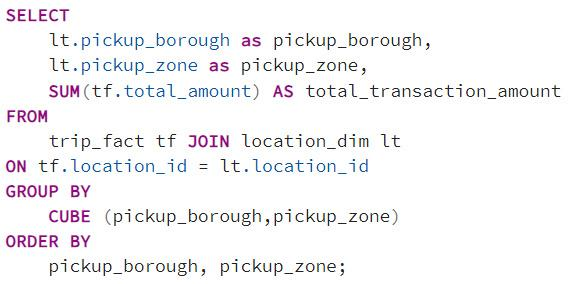 SELECT
lt.pickup_borough as pickup_borough,
lt.pickup_zone as pickup_zone,
SUM(tf.total_amount) AS total_transaction_amount
FROM
trip_fact tf JOIN location_dim lt
ON tf.location_id = lt.location_id
GROUP BY
CUBE (pickup_borough,pickup_zone)
ORDER BY
pickup_borough, pickup_zone;